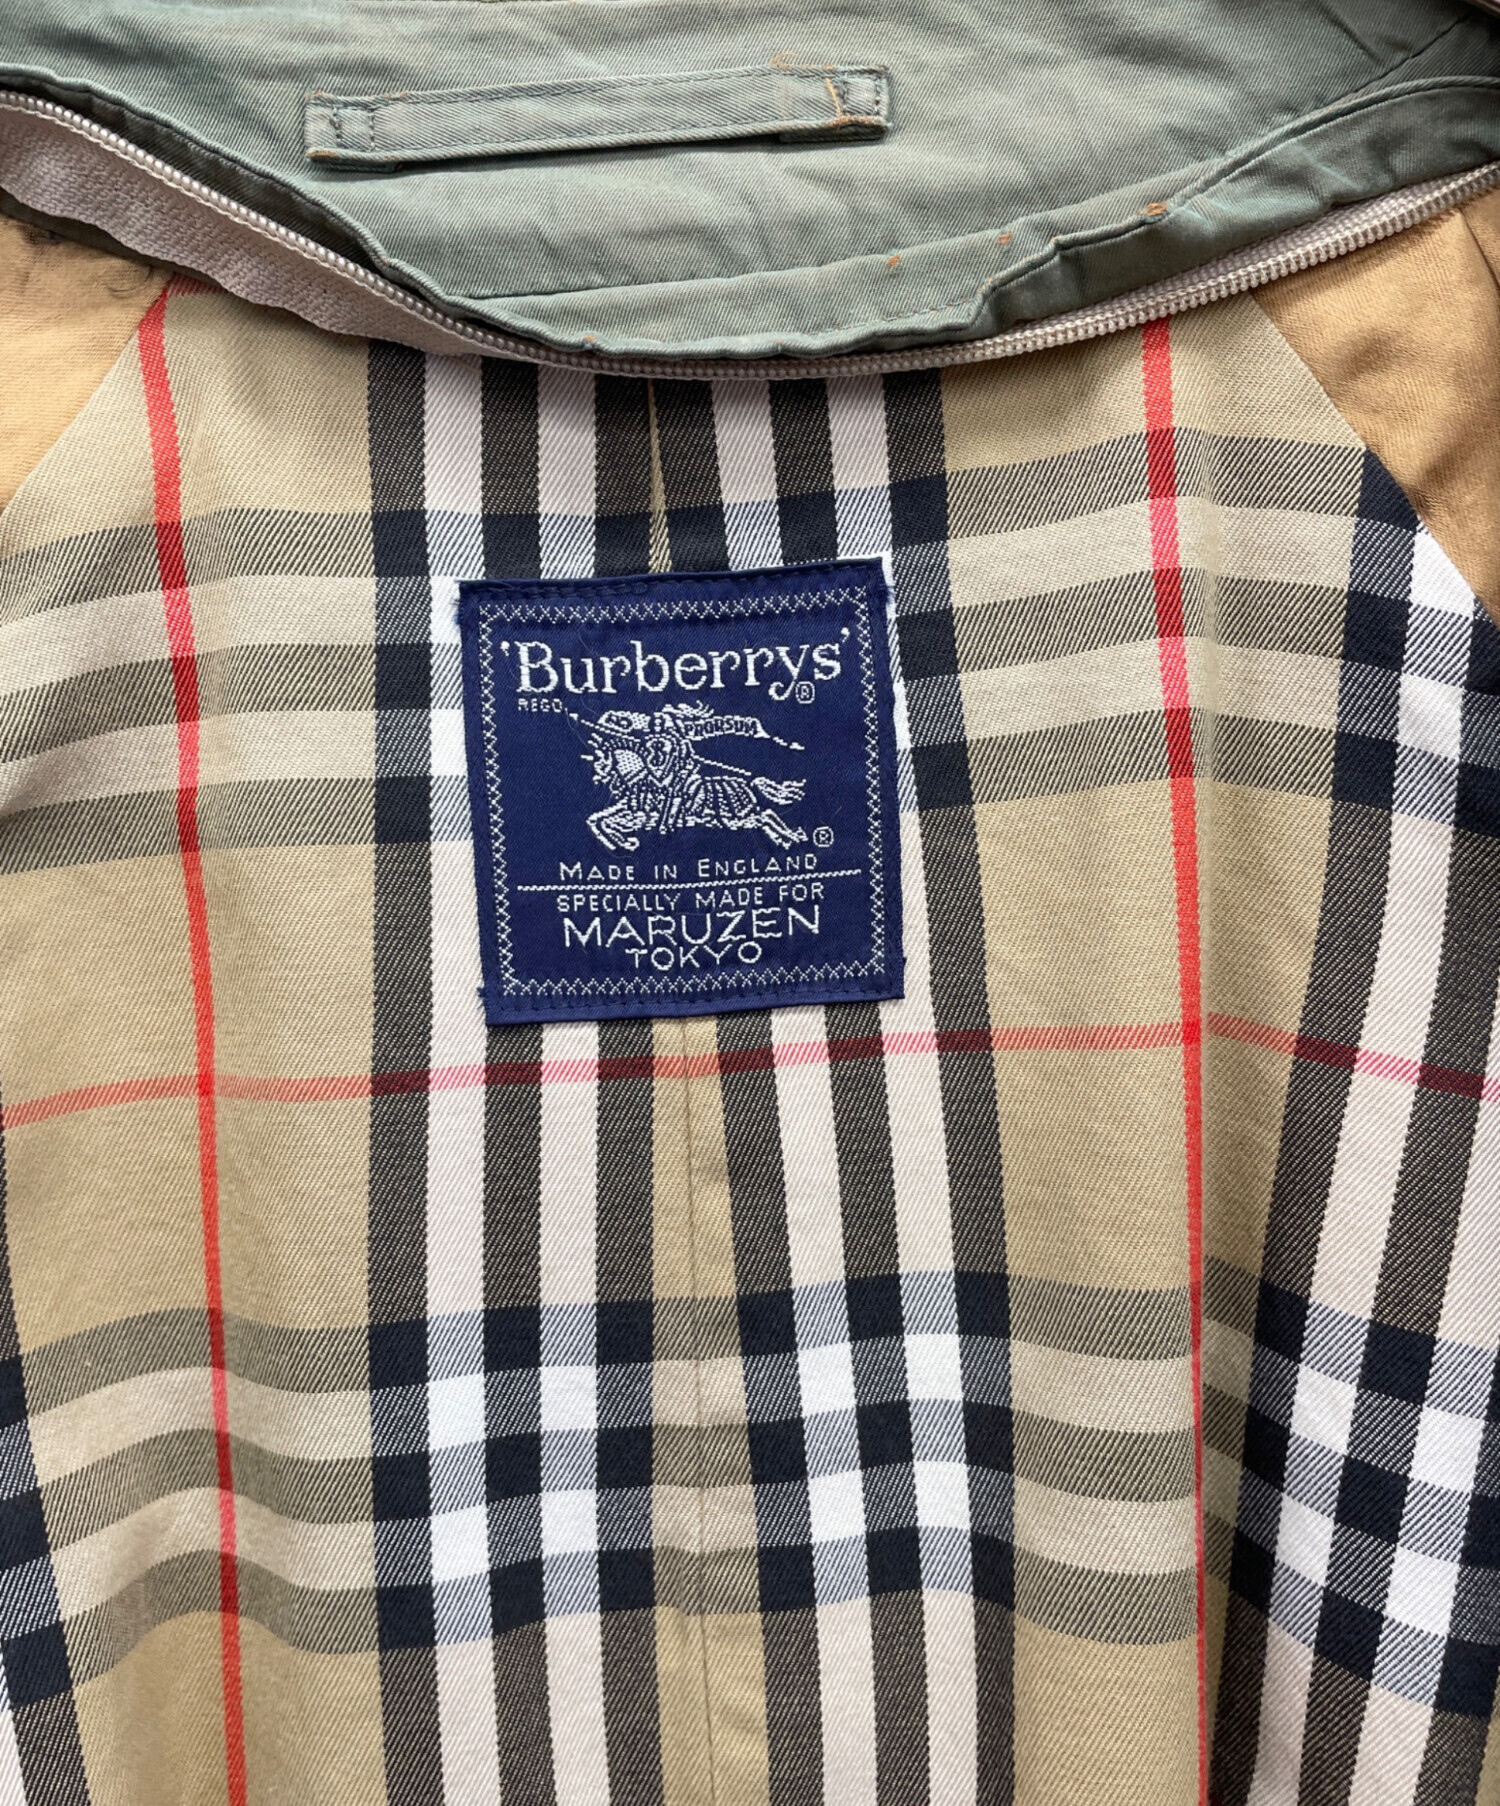 'Burberrys'®
REGD.
PRORSUM
®
MADE IN ENGLAND
SPECIALLY MADE FOR
MARUZEN
TOKYO